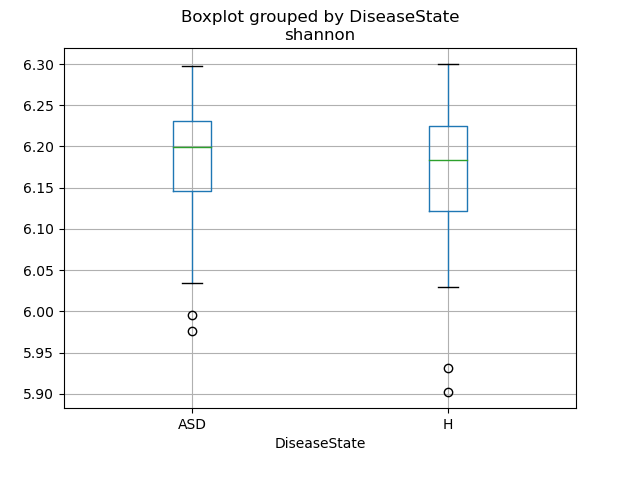 Boxplot grouped by DiseaseState
shannon
6.30
6.25
6.20
6.15
6.10
6.05
6.00
5.95
5.90
ASD H
DiseaseState